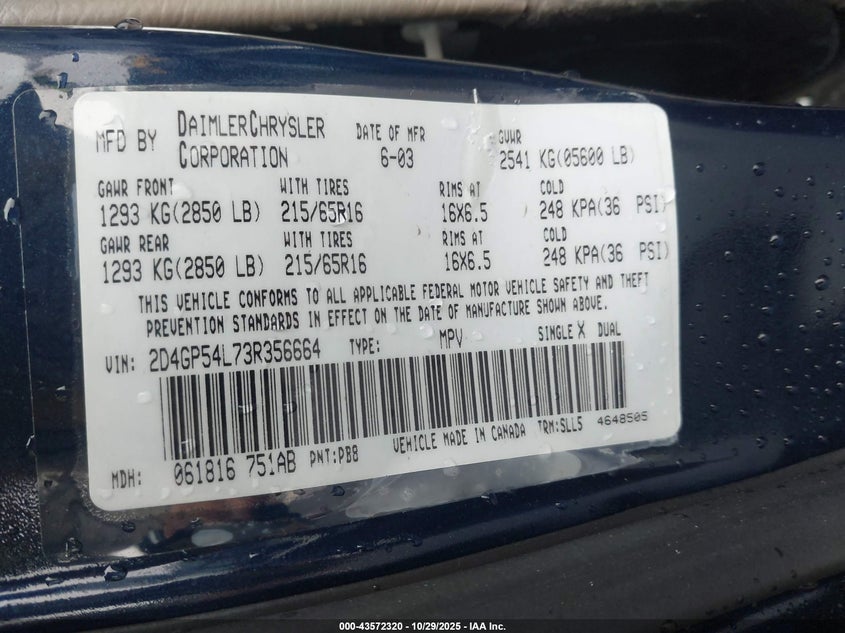 MFD BY DAIMLERCHRYSLER CORPORATION DATE OF MFR 6-03 GVWR 2541 KG(05600 LB)
GAWR FRONT WITH TIRES RIMS AT COLD
1293 KG(2850 LB) 215/65R16 16X6.5 248 KPA(36 PSI)
GAWR REAR WITH TIRES RIMS AT COLD
1293 KG(2850 LB) 215/65R16 16X6.5 248 KPA(36 PSI)
THIS VEHICLE CONFORMS TO ALL APPLICABLE FEDERAL MOTOR VEHICLE SAFETY AND THEFT
PREVENTION STANDARDS IN EFFECT ON THE DATE OF MANUFACTURE SHOWN ABOVE.
VIN: 2D4GP54L73R356664 TYPE: MPV SINGLE X DUAL
MDH: 061816 751AB PNT:PB8 VEHICLE MADE IN CANADA TRM:SLL5 4648505
000-43572320 | 10/29/2025 | IAA Inc.